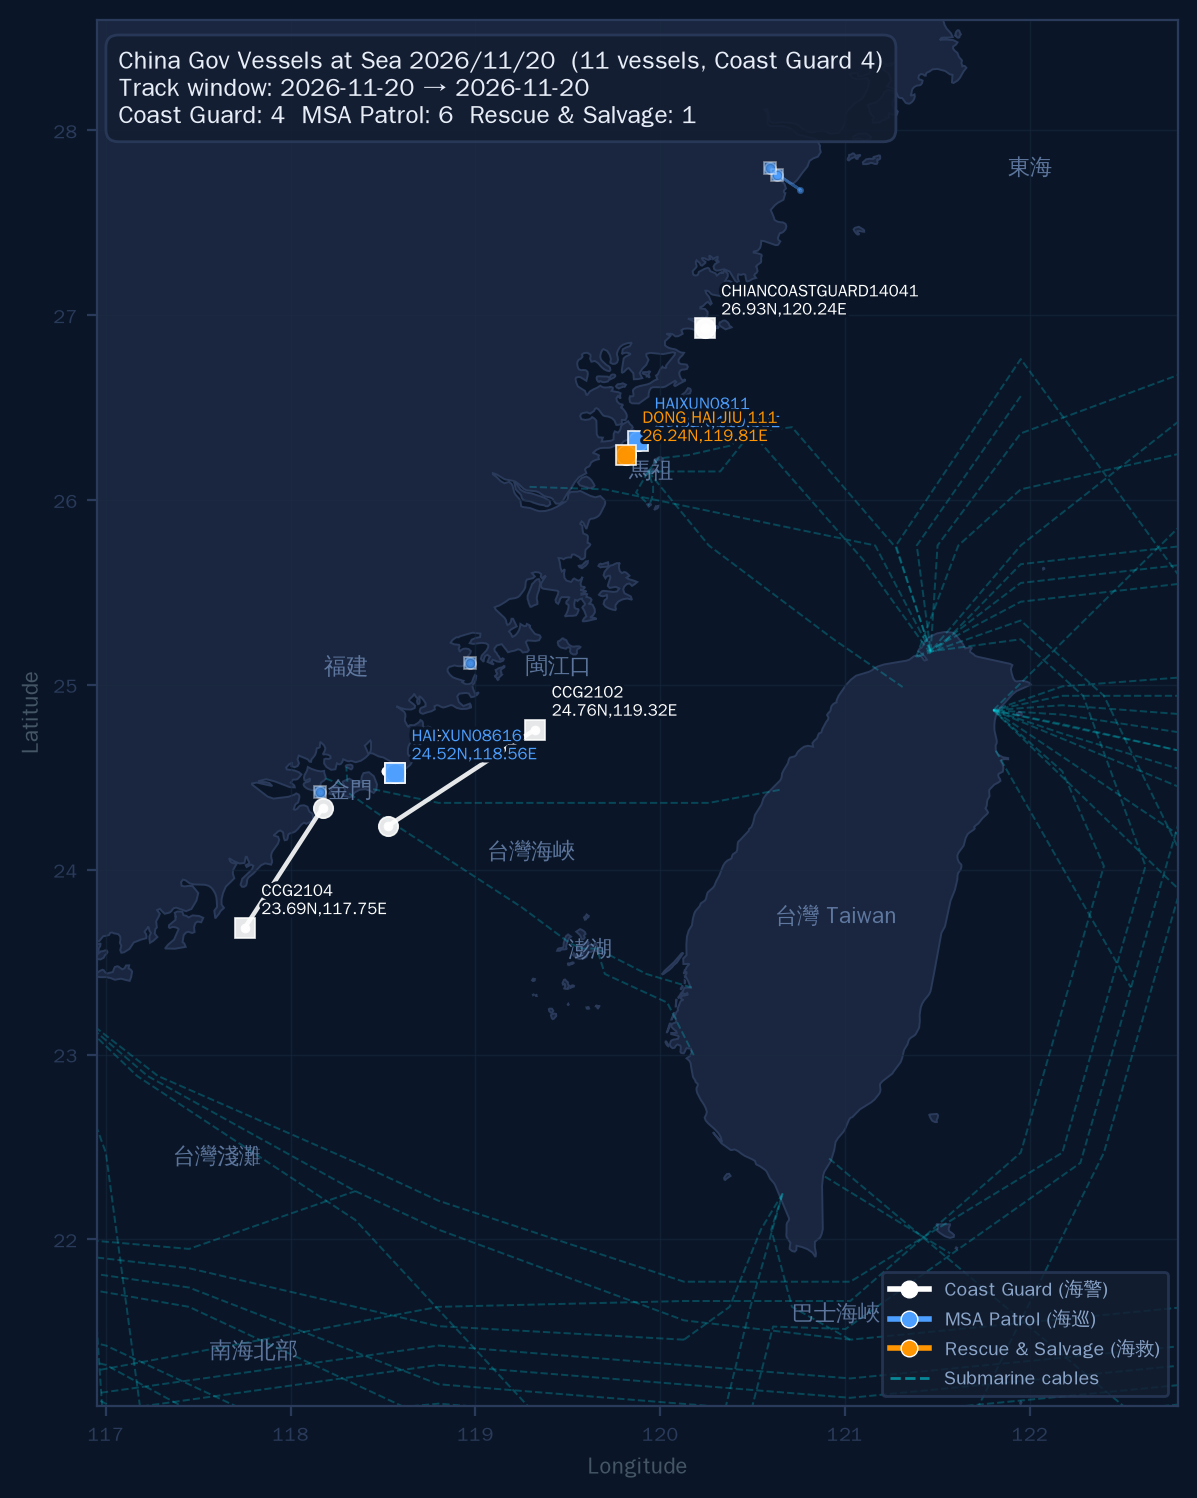 China Gov Vessels at Sea 2026/11/20 (11 vessels, Coast Guard 4)
Track window: 2026-11-20 → 2026-11-20
Coast Guard: 4 MSA Patrol: 6 Rescue & Salvage: 1
28
東海
CHIANCOASTGUARD14041
26.93N,120.24E
27
HAIXUN0811
DONG HAI JIU 111
26.24N,119.81E
馬祖
26
福建
閩江口
25
CCG2102
24.76N,119.32E
HAIXUN08616
24.52N,118.56E
金門
台灣海峽
24
CCG2104
23.69N,117.75E
台灣 Taiwan
澎湖
23
台灣淺灘
22
巴士海峽
南海北部
Coast Guard (海警)
MSA Patrol (海巡)
Rescue & Salvage (海救)
Submarine cables
117
118
119
120
121
122
Longitude
Latitude